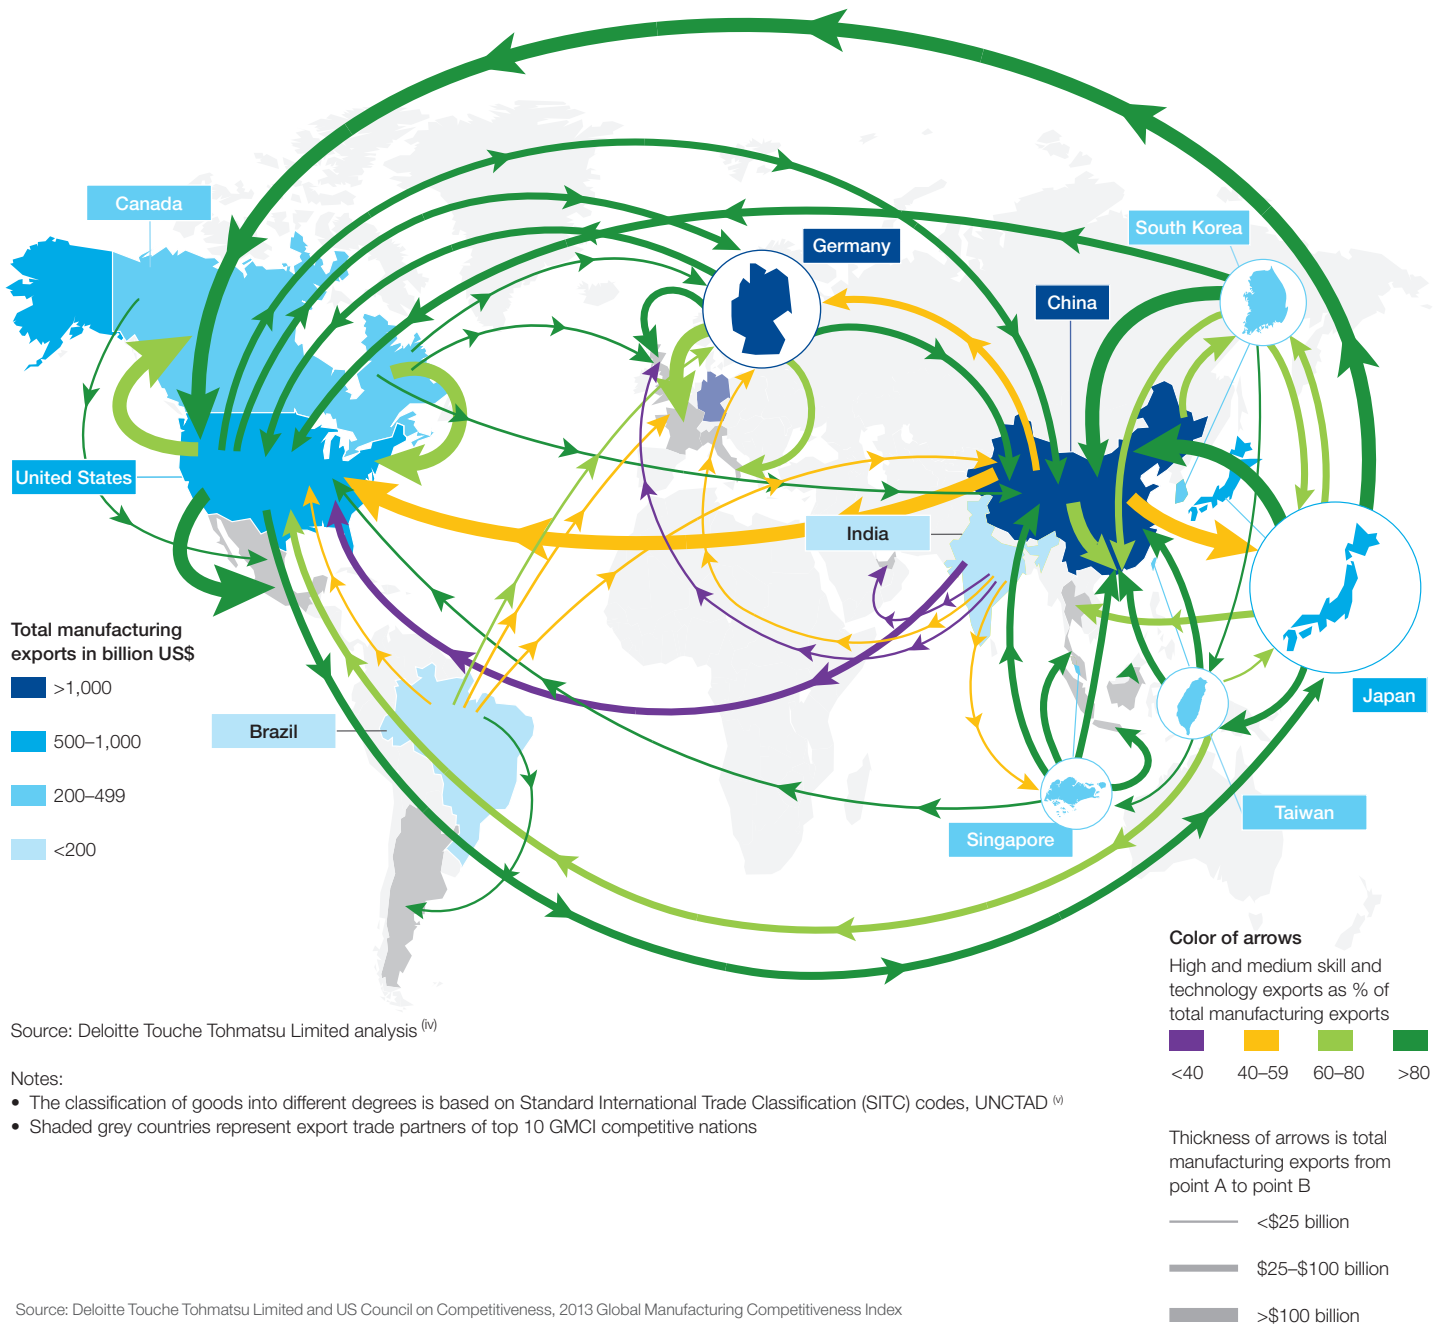 Canada
Germany
South Korea
China
United States
India
Total manufacturing
exports in billion US$
>1,000
500–1,000
200–499
<200
Brazil
Japan
Taiwan
Singapore
Color of arrows
High and medium skill and
technology exports as % of
total manufacturing exports
<40 40–59 60–80 >80
Source: Deloitte Touche Tohmatsu Limited analysis (iv)
Notes:
• The classification of goods into different degrees is based on Standard International Trade Classification (SITC) codes, UNCTAD (v)
• Shaded grey countries represent export trade partners of top 10 GMCI competitive nations
Thickness of arrows is total
manufacturing exports from
point A to point B
<$25 billion
$25–$100 billion
>$100 billion
Source: Deloitte Touche Tohmatsu Limited and US Council on Competitiveness, 2013 Global Manufacturing Competitiveness Index